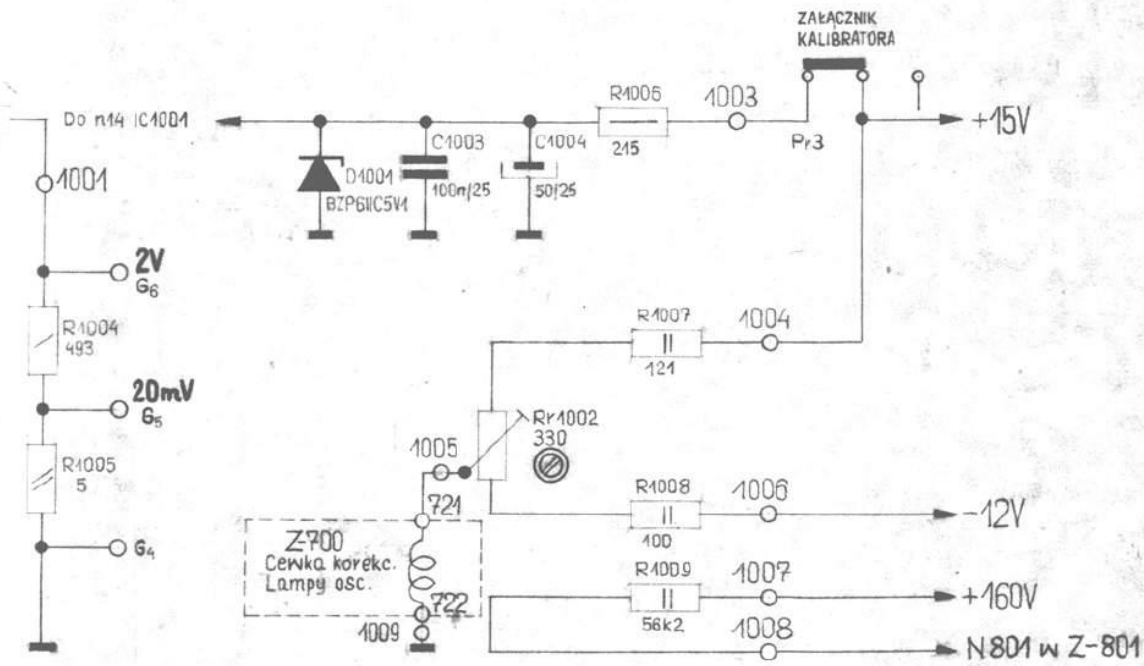 ZAŁĄCZNIK
KALIBRATORA
Do n14 IC1001
R1006
215
1003
Pr3
+15V
1001
D1001
BZP611C5V1
C1003
100n/25
C1004
50/25
2V
G6
R1004
493
20mV
G5
R1005
5
G4
R1007
121
1004
Rr1002
330
1005
721
Z-700
Cewka korekc.
Lampy osc.
722
1009
R1008
100
1006
-12V
R1009
56k2
1007
+160V
1008
N801 w Z-801